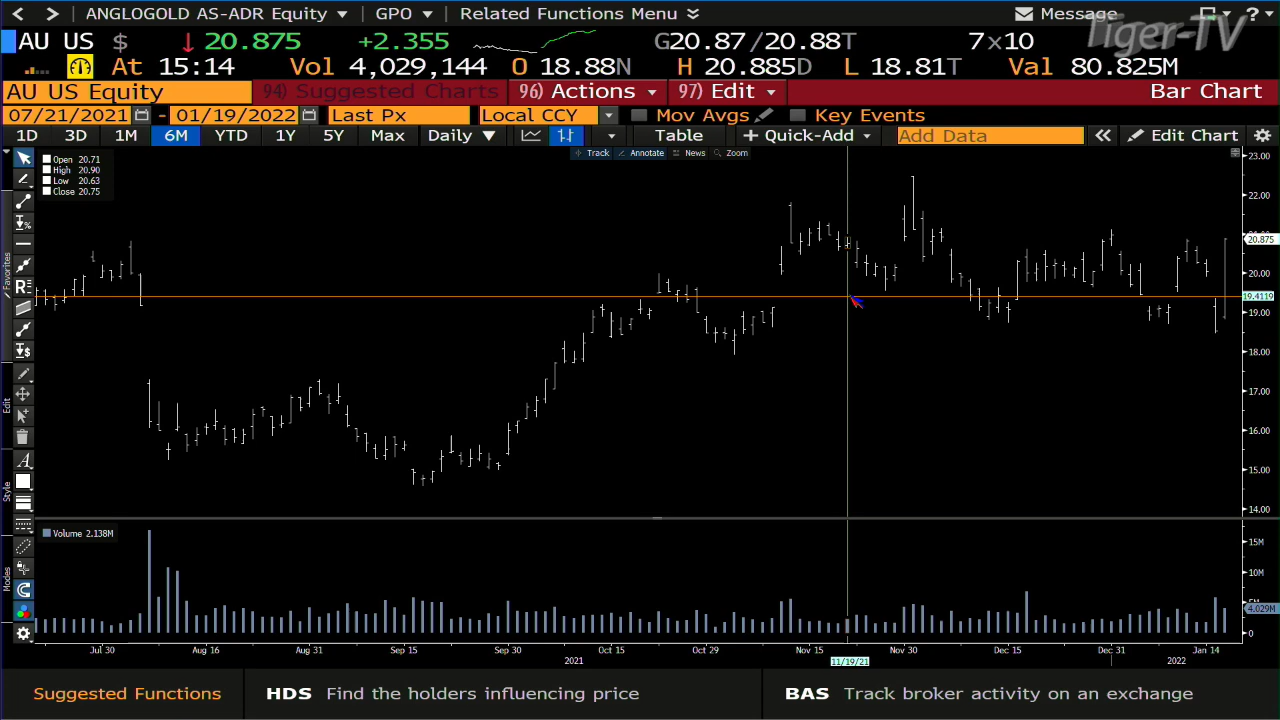 ANGLOGOLD AS-ADR Equity GPO Related Functions Menu Message ?
Tiger-TV
AU US $ 20.875 +2.355 G20.87/20.88T 7x10
At 15:14 Vol 4,029,144 O 18.88N H 20.885D L 18.81T Val 80.825M
AU US Equity 94) Suggested Charts 96) Actions 97) Edit Bar Chart
07/21/2021 - 01/19/2022 Last Px Local CCY Mov Avgs Key Events
1D 3D 1M 6M YTD 1Y 5Y Max Daily Table + Quick-Add Add Data Edit Chart
Track Annotate News Zoom
Open 20.71
High 20.90
Low 20.63
Close 20.75
23.00
22.00
20.875
20.00
19.4119
19.00
18.00
17.00
16.00
15.00
14.00
Favorites
Edit
Style
Modes
Volume 2.138M
15M
10M
4.029M
0
Jul 30 Aug 16 Aug 31 Sep 15 Sep 30 Oct 15 Oct 29 Nov 15 Nov 30 Dec 15 Dec 31 Jan 14
2021 11/19/21 2022
Suggested Functions HDS Find the holders influencing price BAS Track broker activity on an exchange